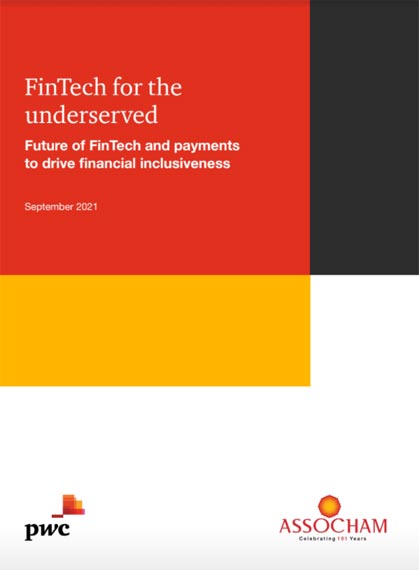 FinTech for the
underserved
Future of FinTech and payments
to drive financial inclusiveness
September 2021
pwc
ASSOCHAM
Celebrating 101 Years